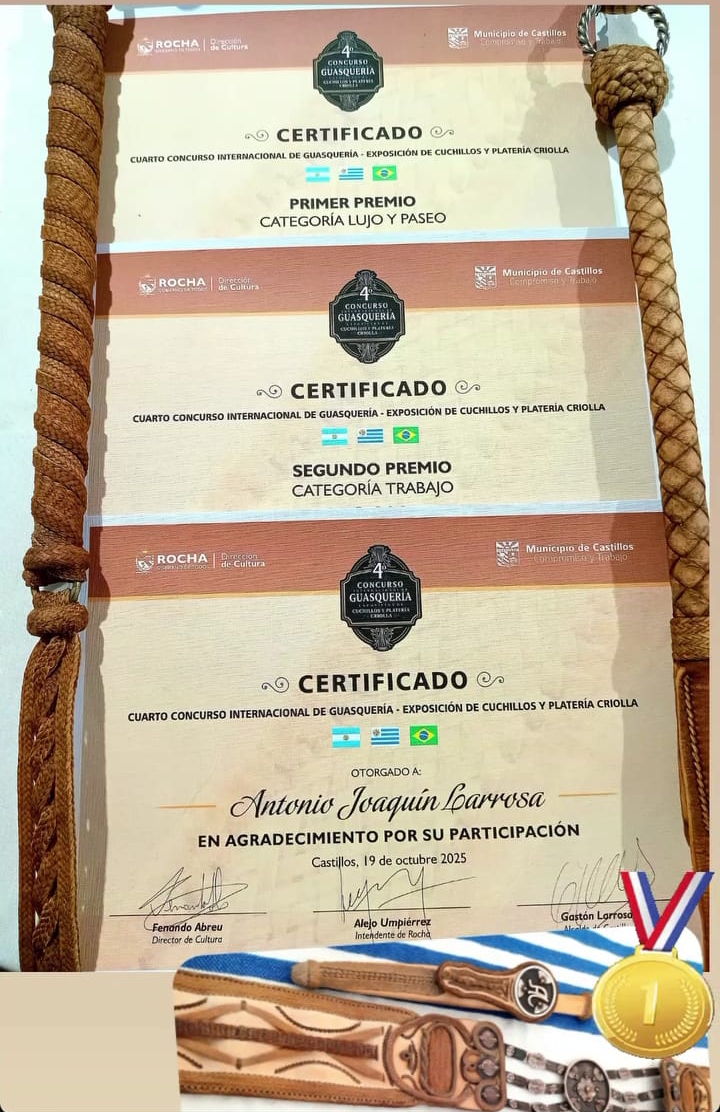 ROCHA
Dirección
de Cultura
Municipio de Castillos
Compromiso y Trabajo
4º
CONCURSO
GUASQUERÍA
CUCHILLOS Y PLATERÍA
CRIOLLA
CERTIFICADO
CUARTO CONCURSO INTERNACIONAL DE GUASQUERÍA - EXPOSICIÓN DE CUCHILLOS Y PLATERÍA CRIOLLA
PRIMER PREMIO
CATEGORÍA LUJO Y PASEO
ROCHA
Dirección
de Cultura
Municipio de Castillos
Compromiso y Trabajo
4º
CONCURSO
GUASQUERÍA
CUCHILLOS Y PLATERÍA
CRIOLLA
CERTIFICADO
CUARTO CONCURSO INTERNACIONAL DE GUASQUERÍA - EXPOSICIÓN DE CUCHILLOS Y PLATERÍA CRIOLLA
SEGUNDO PREMIO
CATEGORÍA TRABAJO
ROCHA
Dirección
de Cultura
Municipio de Castillos
Compromiso y Trabajo
4º
CONCURSO
INTERNACIONAL DE
GUASQUERÍA
CUCHILLOS Y PLATERÍA
CRIOLLA
CERTIFICADO
CUARTO CONCURSO INTERNACIONAL DE GUASQUERÍA - EXPOSICIÓN DE CUCHILLOS Y PLATERÍA CRIOLLA
OTORGADO A:
Antonio Joaquín Larrosa
EN AGRADECIMIENTO POR SU PARTICIPACIÓN
Castillos, 19 de octubre 2025
Fenando Abreu
Director de Cultura
Alejo Umpiérrez
Intendente de Rocha
Gastón Larrosa
1